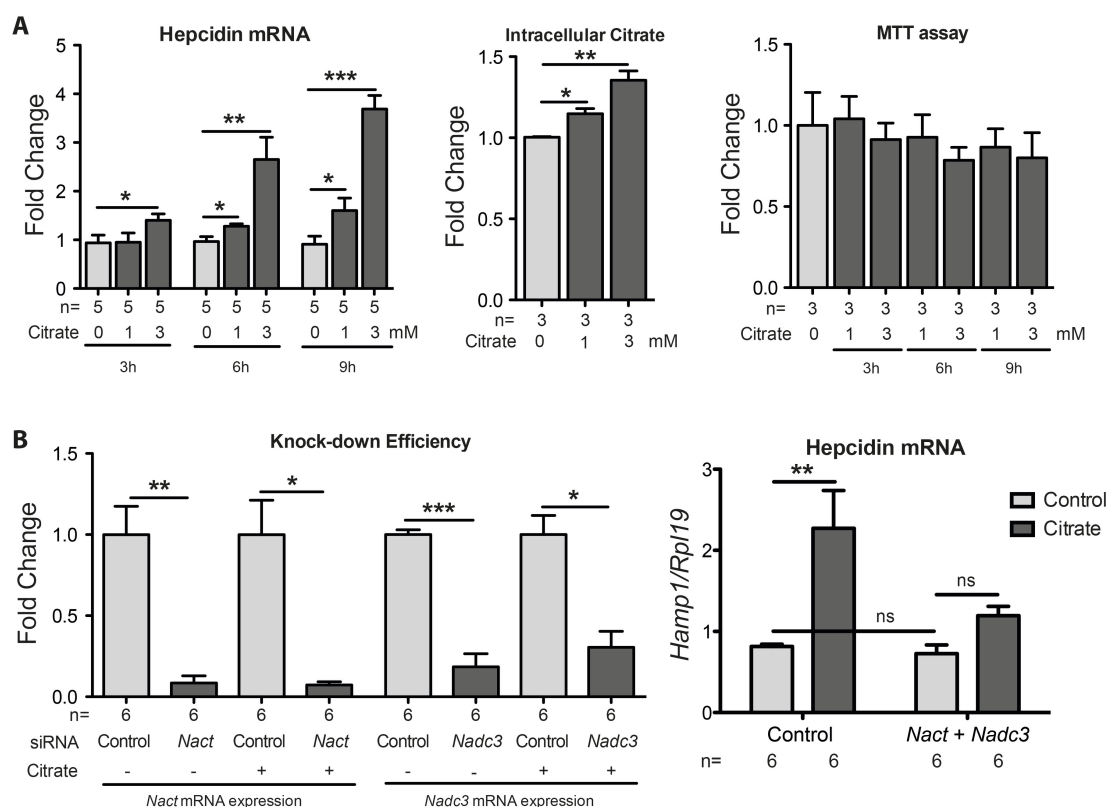 A
Hepcidin mRNA
Fold Change
5
4
3
2
1
0
*
*
**
*
***
n= 5 5 5 5 5 5 5 5 5
Citrate 0 1 3 0 1 3 0 1 3 mM
3h 6h 9h
Intracellular Citrate
Fold Change
1.5
1.0
0.5
0.0
**
*
n= 3 3 3
Citrate 0 1 3 mM
MTT assay
Fold Change
1.5
1.0
0.5
0.0
n= 3 3 3 3 3 3 3
Citrate 0 1 3 1 3 1 3 mM
3h 6h 9h
B
Knock-down Efficiency
Fold Change
1.5
1.0
0.5
0.0
** * *** *
n= 6 6 6 6 6 6 6 6
siRNA Control Nact Control Nact Control Nadc3 Control Nadc3
Citrate - - + + - - + +
Nact mRNA expression Nadc3 mRNA expression
Hepcidin mRNA
Hamp1/Rpl19
3
2
1
0
**
ns
ns
Control
Citrate
Control Nact + Nadc3
n= 6 6 6 6